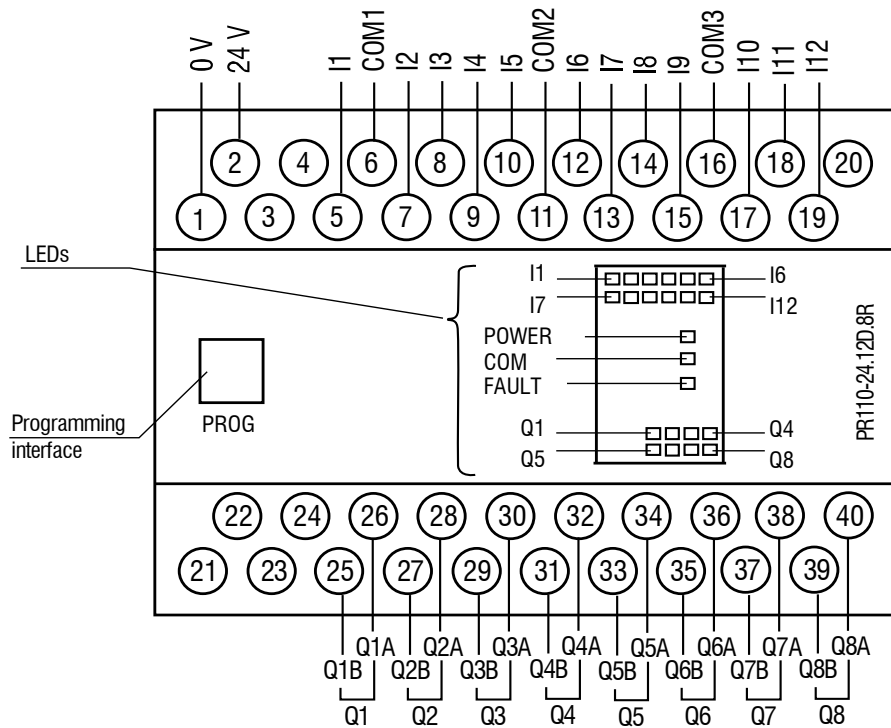 0 V 24 V I1 COM1 I2 I3 I4 I5 COM2 I6 I7 I8 I9 COM3 I10 I11 I12
2 4 6 8 10 12 14 16 18 20
1 3 5 7 9 11 13 15 17 19
LEDs
I1 I6
I7 I12
POWER
COM
FAULT
Programming
interface
PROG
Q1 Q4
Q5 Q8
PR110-24.12D.8R
22 24 26 28 30 32 34 36 38 40
21 23 25 27 29 31 33 35 37 39
Q1A Q2A Q3A Q4A Q5A Q6A Q7A Q8A
Q1B Q2B Q3B Q4B Q5B Q6B Q7B Q8B
Q1 Q2 Q3 Q4 Q5 Q6 Q7 Q8